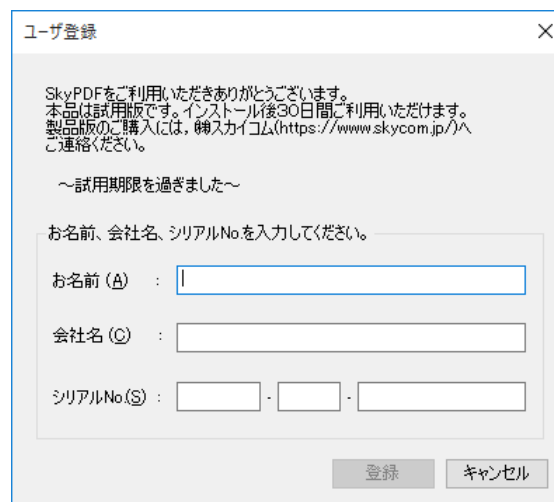 ユーザ登録
SkyPDFをご利用いただきありがとうございます。
本品は試用版です。インストール後30日間ご利用いただけます。
製品版のご購入には，㈱スカイコム(https://www.skycom.jp/)へ
ご連絡ください。
～試用期限を過ぎました～
お名前、会社名、シリアルNo.を入力してください。
お名前(A) :
会社名(C) :
シリアルNo.(S) : - -
登録 キャンセル